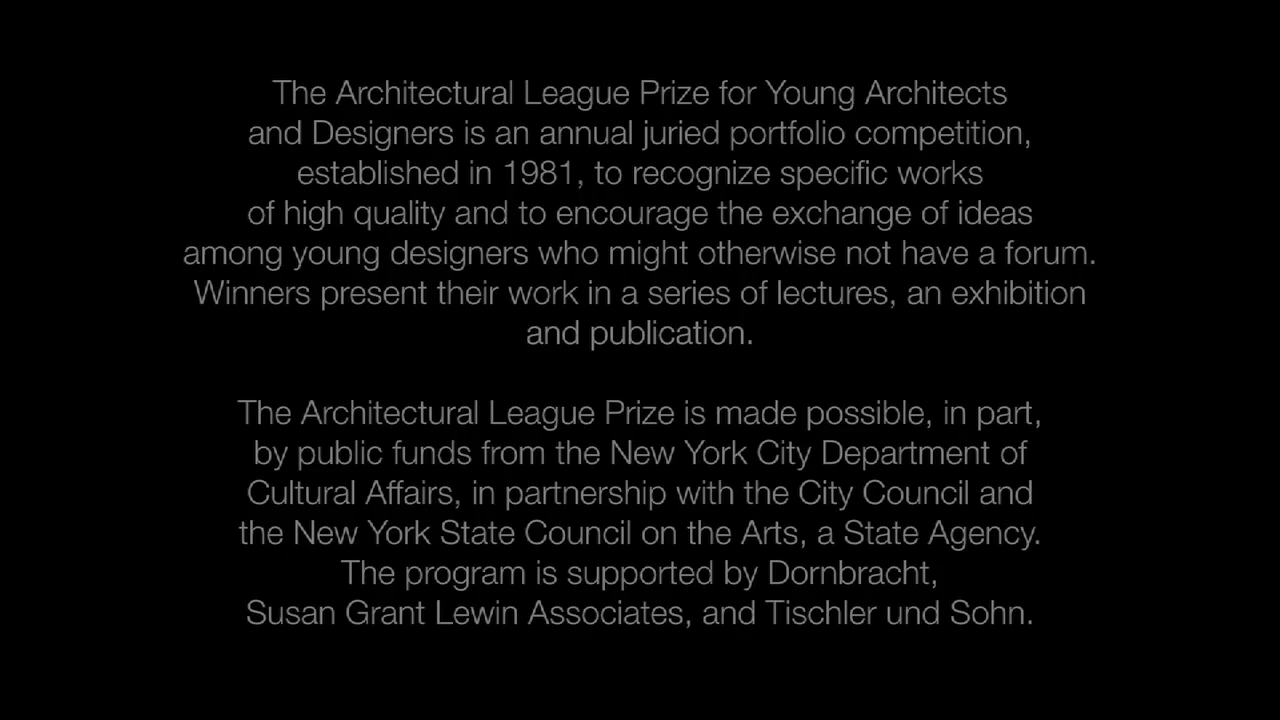 The Architectural League Prize for Young Architects
and Designers is an annual juried portfolio competition,
established in 1981, to recognize specific works
of high quality and to encourage the exchange of ideas
among young designers who might otherwise not have a forum.
Winners present their work in a series of lectures, an exhibition
and publication.
The Architectural League Prize is made possible, in part,
by public funds from the New York City Department of
Cultural Affairs, in partnership with the City Council and
the New York State Council on the Arts, a State Agency.
The program is supported by Dornbracht,
Susan Grant Lewin Associates, and Tischler und Sohn.